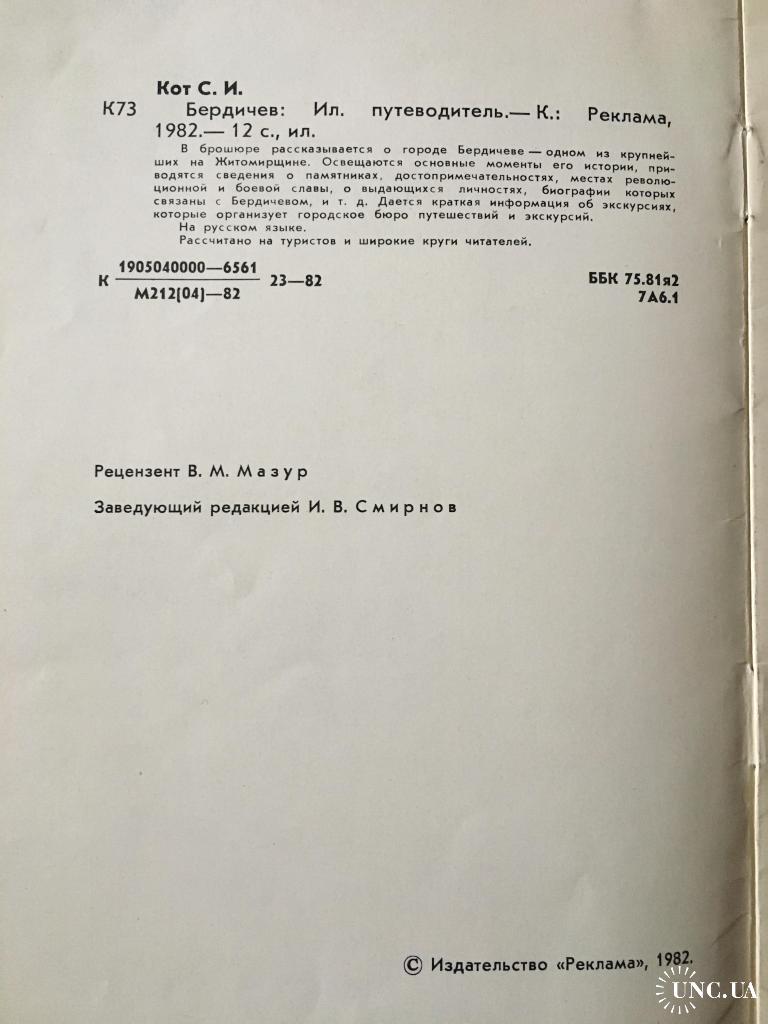 Кот С. И.
К73 Бердичев: Ил. путеводитель.— К.: Реклама,
1982.— 12 с., ил.
В брошюре рассказывается о городе Бердичеве — одном из крупней-
ших на Житомирщине. Освещаются основные моменты его истории, при-
водятся сведения о памятниках, достопримечательностях, местах револю-
ционной и боевой славы, о выдающихся личностях, биографии которых
связаны с Бердичевом, и т. д. Дается краткая информация об экскурсиях,
которые организует городское бюро путешествий и экскурсий.
На русском языке.
Рассчитано на туристов и широкие круги читателей.
К 1905040000—6561 23—82 ББК 75.81я2
М212(04)—82 7А6.1
Рецензент В. М. Мазур
Заведующий редакцией И. В. Смирнов
© Издательство «Реклама», 1982.
UNC.UA